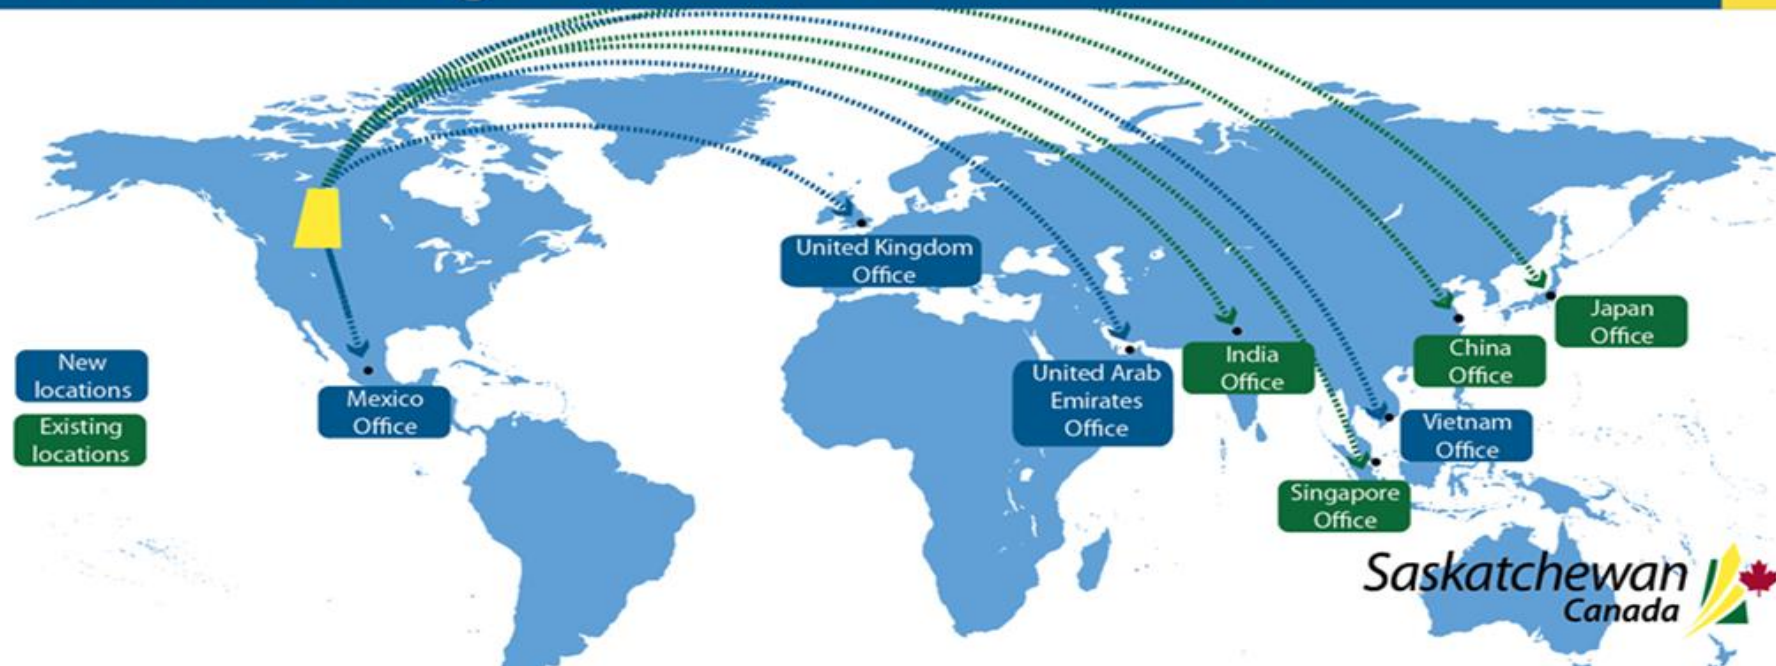 United Kingdom
Office
Japan
Office
China
Office
India
Office
New
locations
United Arab
Emirates
Office
Mexico
Office
Existing
locations
Vietnam
Office
Singapore
Office
Saskatchewan
Canada